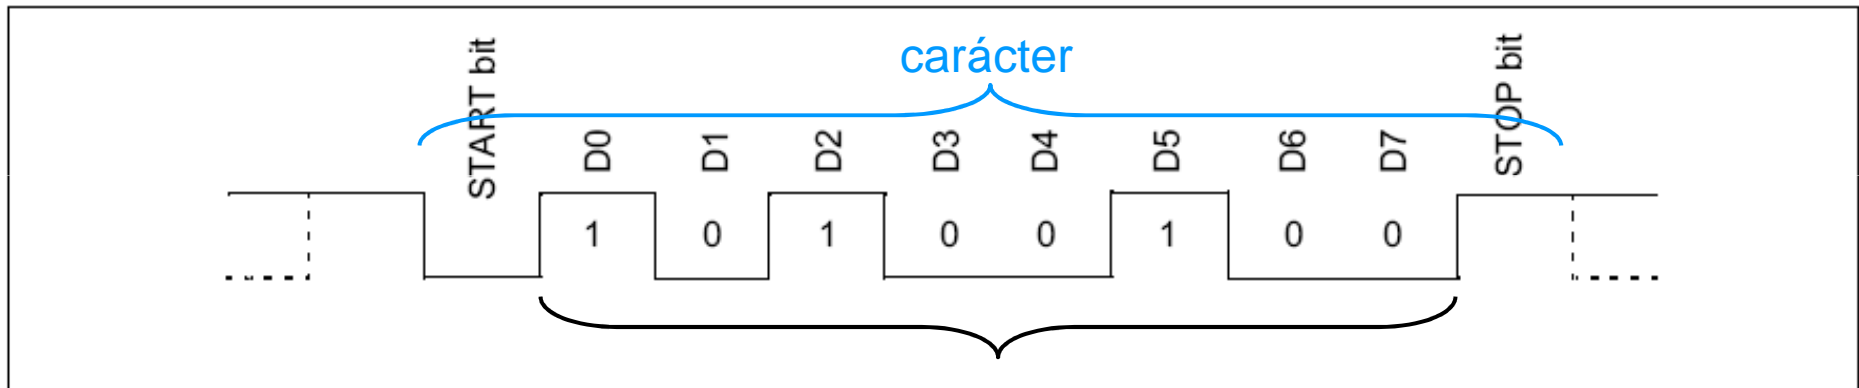 carácter
START bit D0 D1 D2 D3 D4 D5 D6 D7 STOP bit
1 0 1 0 0 1 0 0